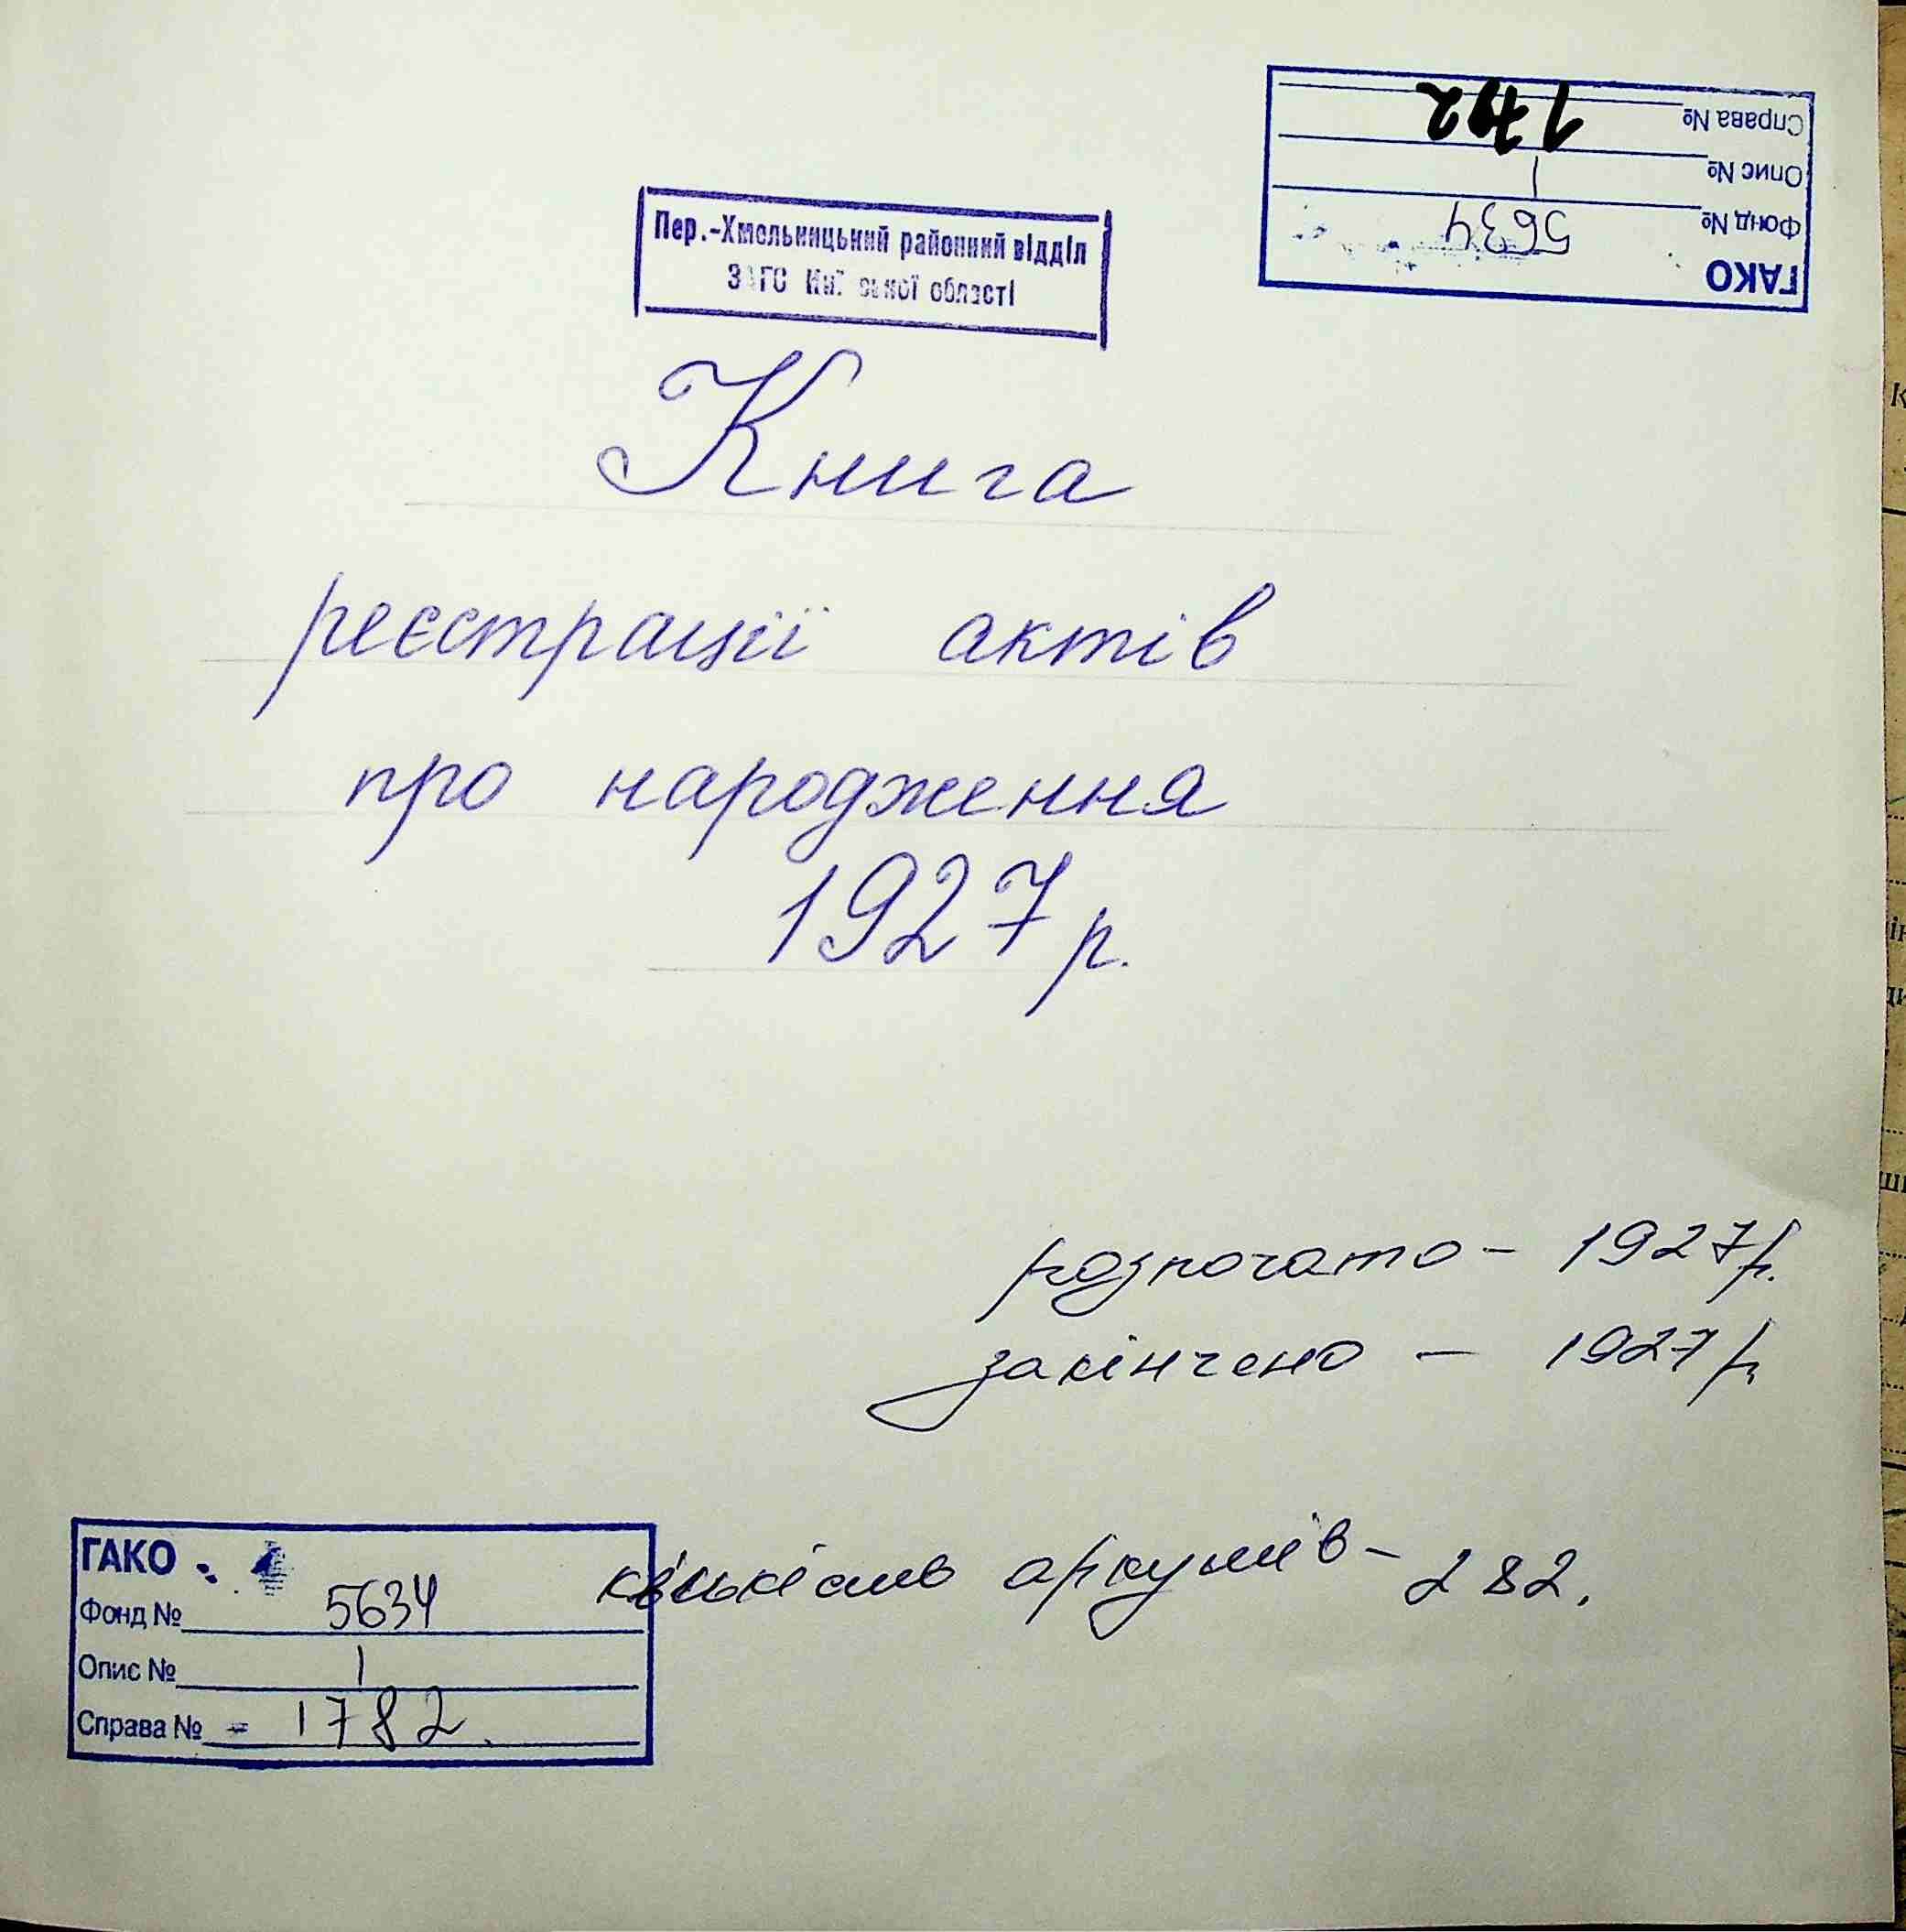 ГАКО
Фонд № 5634
Опис № 1
Справа №
Пер.-Хмельницький районний відділ
ЗАГС Киї ської області
Книга
реєстрації актів
про народження
1927 р.
розпочато - 1927 р.
закінчено - 1927 р.
кількість аркушів - 282.
ГАКО
Фонд № 5634
Опис № 1
Справа № - 1782.